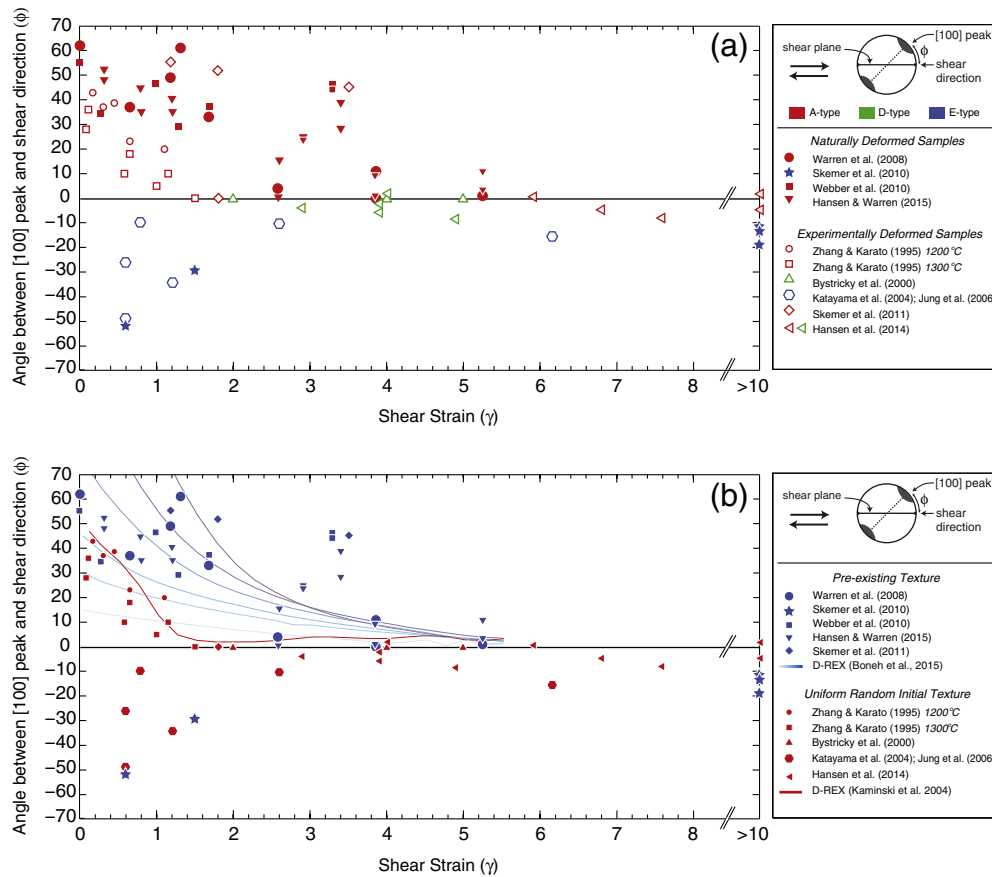 (a)
Angle between [100] peak and shear direction (ϕ)
70
60
50
40
30
20
10
0
−10
−20
−30
−40
−50
−60
−70
0 1 2 3 4 5 6 7 8 >10
Shear Strain (γ)
[100] peak
shear plane
ϕ
shear
direction
A-type D-type E-type
Naturally Deformed Samples
Warren et al. (2008)
Skemer et al. (2010)
Webber et al. (2010)
Hansen & Warren (2015)
Experimentally Deformed Samples
Zhang & Karato (1995) 1200°C
Zhang & Karato (1995) 1300°C
Bystricky et al. (2000)
Katayama et al. (2004); Jung et al. (2006)
Skemer et al. (2011)
Hansen et al. (2014)
(b)
Angle between [100] peak and shear direction (ϕ)
70
60
50
40
30
20
10
0
−10
−20
−30
−40
−50
−60
−70
0 1 2 3 4 5 6 7 8 >10
Shear Strain (γ)
[100] peak
shear plane
ϕ
shear
direction
Pre-existing Texture
Warren et al. (2008)
Skemer et al. (2010)
Webber et al. (2010)
Hansen & Warren (2015)
Skemer et al. (2011)
D-REX (Boneh et al., 2015)
Uniform Random Initial Texture
Zhang & Karato (1995) 1200°C
Zhang & Karato (1995) 1300°C
Bystricky et al. (2000)
Katayama et al. (2004); Jung et al. (2006)
Hansen et al. (2014)
D-REX (Kaminski et al. 2004)